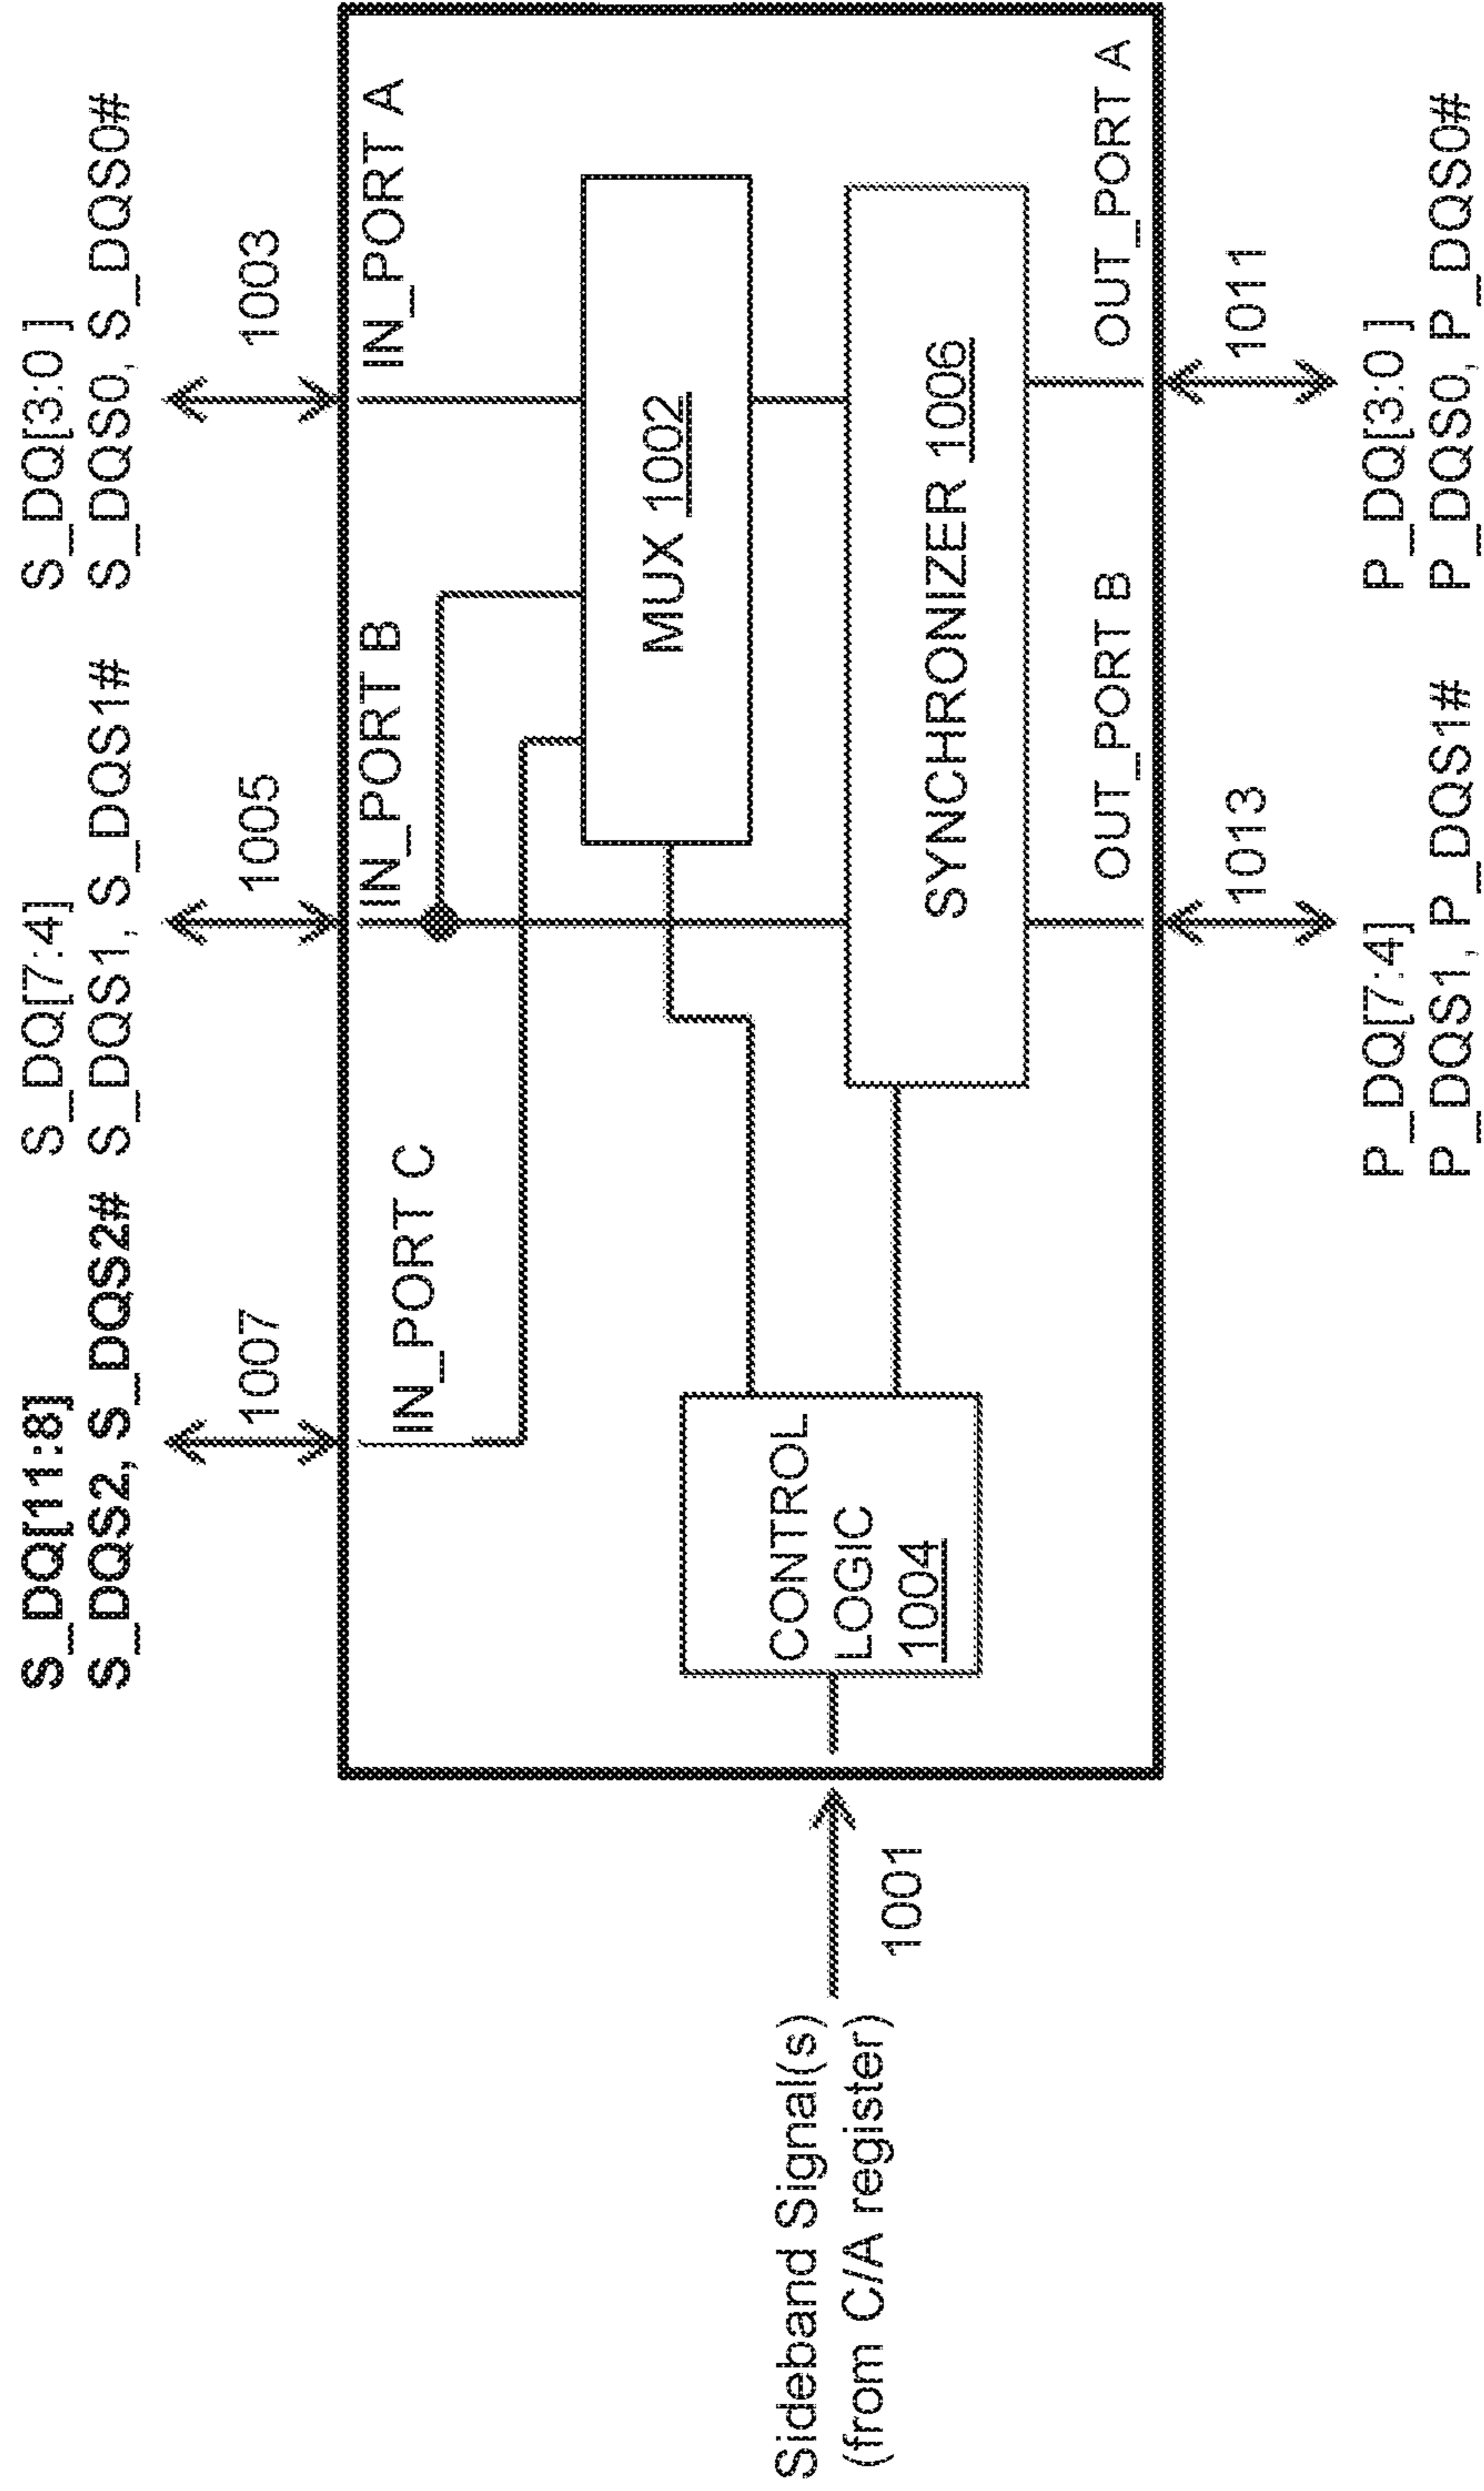 S_DQ[11:8]
S_DQS2, S_DQS2#
S_DQ[7:4]
S_DQS1, S_DQS1#
S_DQ[3:0 ]
S_DQS0, S_DQS0#
1007
1005
1003
IN_PORT C
IN_PORT B
IN_PORT A
MUX 1002
CONTROL
LOGIC
1004
SYNCHRONIZER 1006
Sideband Signal(s)
(from C/A register)
1001
OUT_PORT B
OUT_PORT A
1013
1011
P_DQ[7:4]
P_DQS1, P_DQS1#
P_DQ[3:0 ]
P_DQS0, P_DQS0#